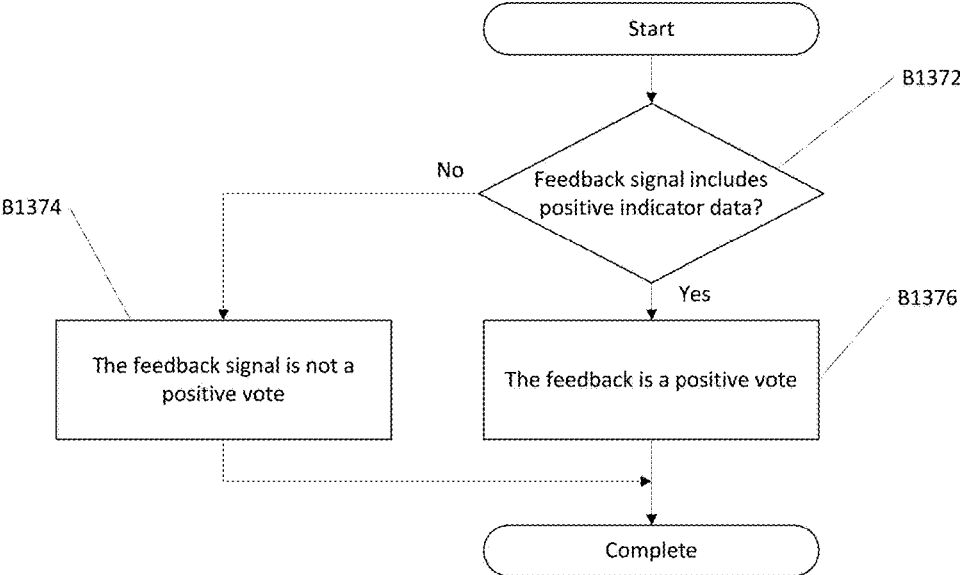 Start
B1372
Feedback signal includes
positive indicator data?
No
B1374
Yes
B1376
The feedback signal is not a
positive vote
The feedback is a positive vote
Complete